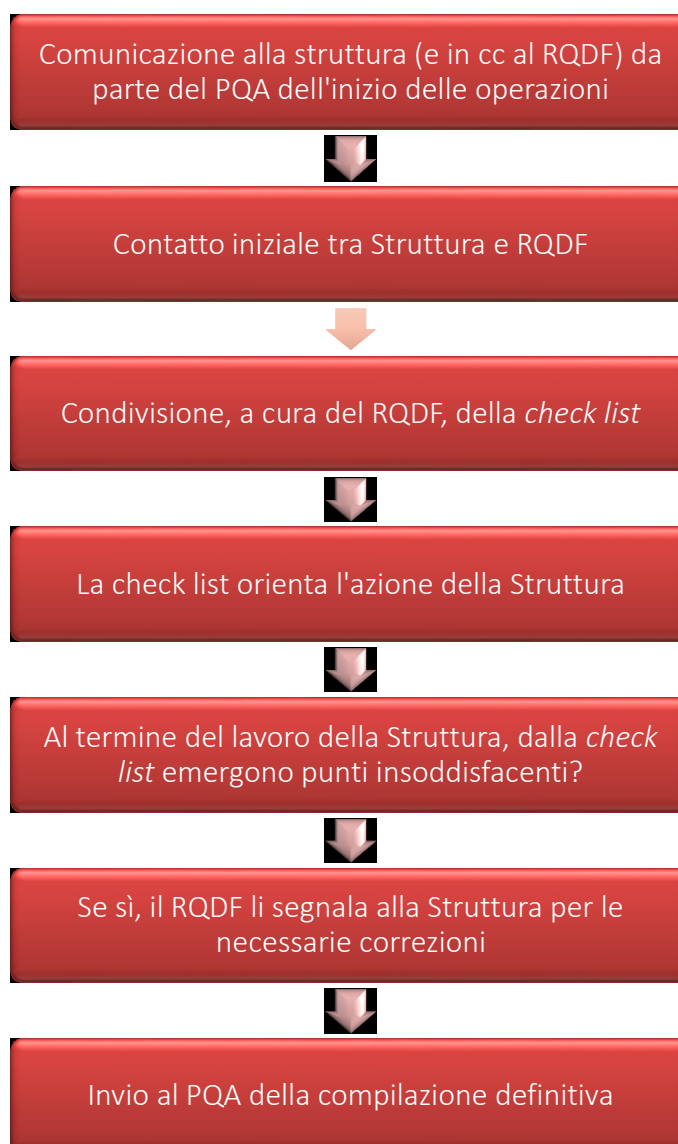 Comunicazione alla struttura (e in cc al RQDF) da
parte del PQA dell'inizio delle operazioni
Contatto iniziale tra Struttura e RQDF
Condivisione, a cura del RQDF, della check list
La check list orienta l'azione della Struttura
Al termine del lavoro della Struttura, dalla check
list emergono punti insoddisfacenti?
Se sì, il RQDF li segnala alla Struttura per le
necessarie correzioni
Invio al PQA della compilazione definitiva